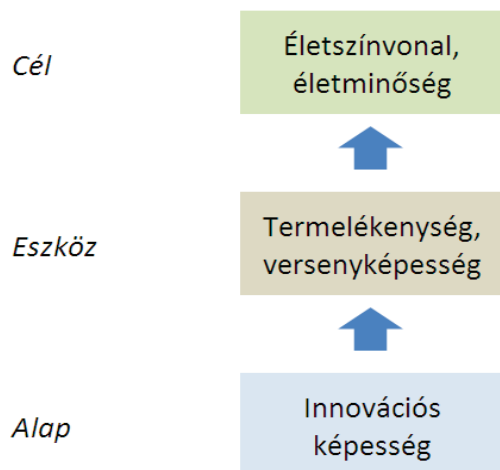 Cél
Életszínvonal,
életminőség
Eszköz
Termelékenység,
versenyképesség
Alap
Innovációs
képesség